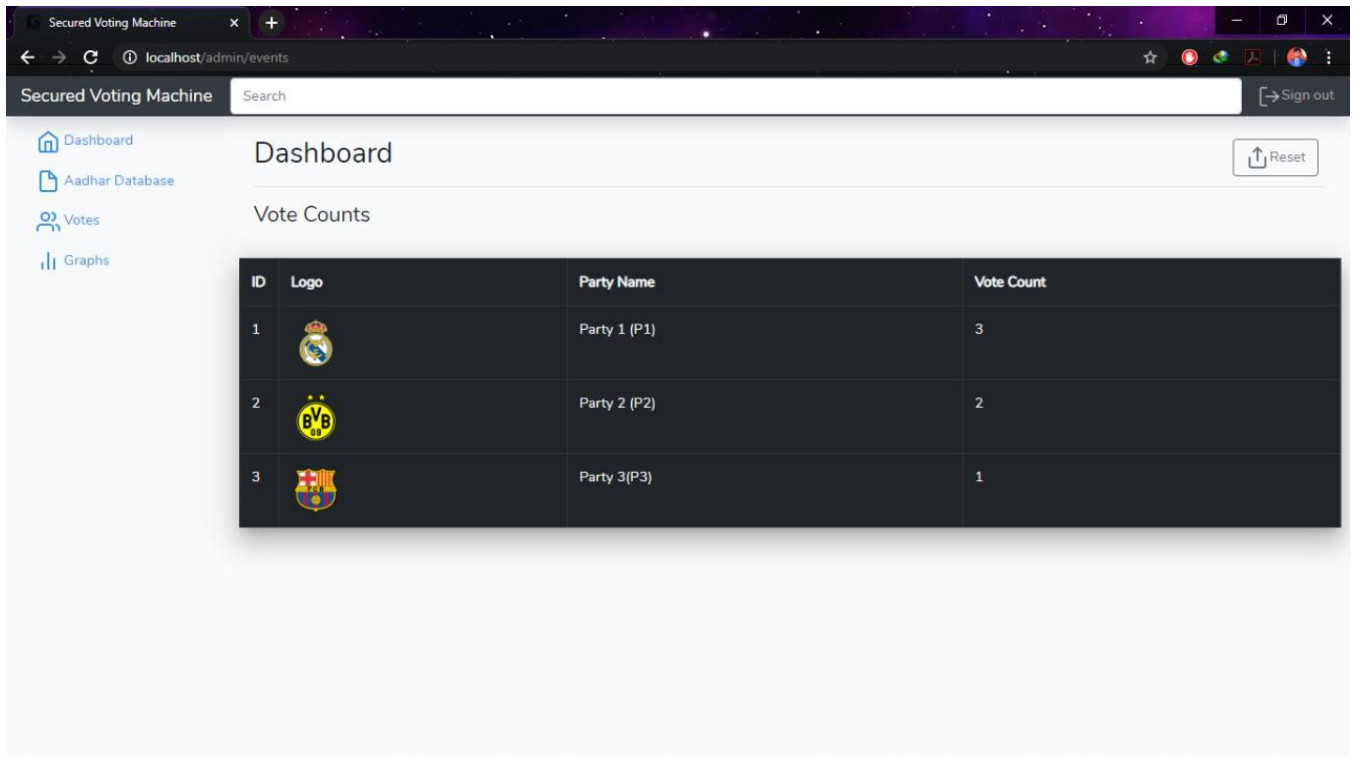 Secured Voting Machine
localhost/admin/events
Secured Voting Machine
Search
Sign out
Dashboard
Aadhar Database
Votes
Graphs
Dashboard
Reset
Vote Counts
ID Logo Party Name Vote Count
1 Party 1 (P1) 3
2 BVB 09 Party 2 (P2) 2
3 FCB Party 3(P3) 1